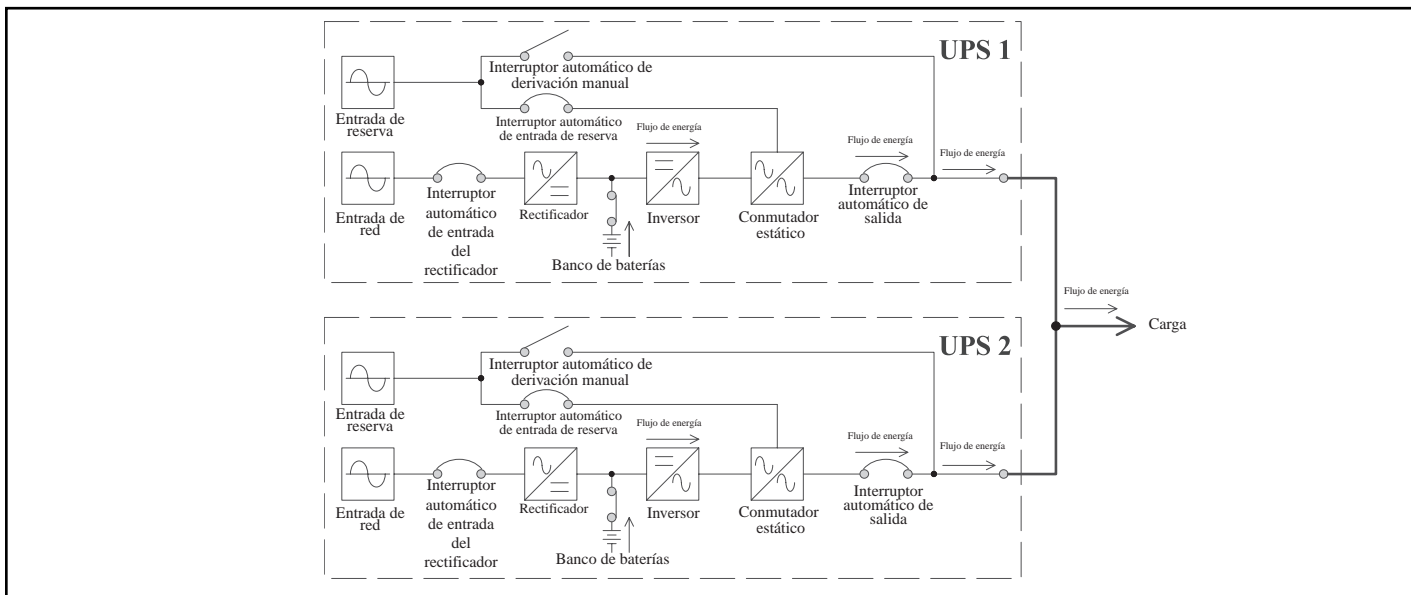 UPS 1
Interruptor automático de
derivación manual
Entrada de
reserva
Interruptor automático
de entrada de reserva
Flujo de energía
Flujo de energía
Flujo de energía
Entrada de
red
Interruptor
automático
de entrada
del
rectificador
Rectificador
Banco de baterías
Inversor
Conmutador
estático
Interruptor
automático de
salida
Flujo de energía
Carga
UPS 2
Interruptor automático de
derivación manual
Entrada de
reserva
Interruptor automático
de entrada de reserva
Flujo de energía
Flujo de energía
Flujo de energía
Entrada de
red
Interruptor
automático
de entrada
del
rectificador
Rectificador
Banco de baterías
Inversor
Conmutador
estático
Interruptor
automático de
salida